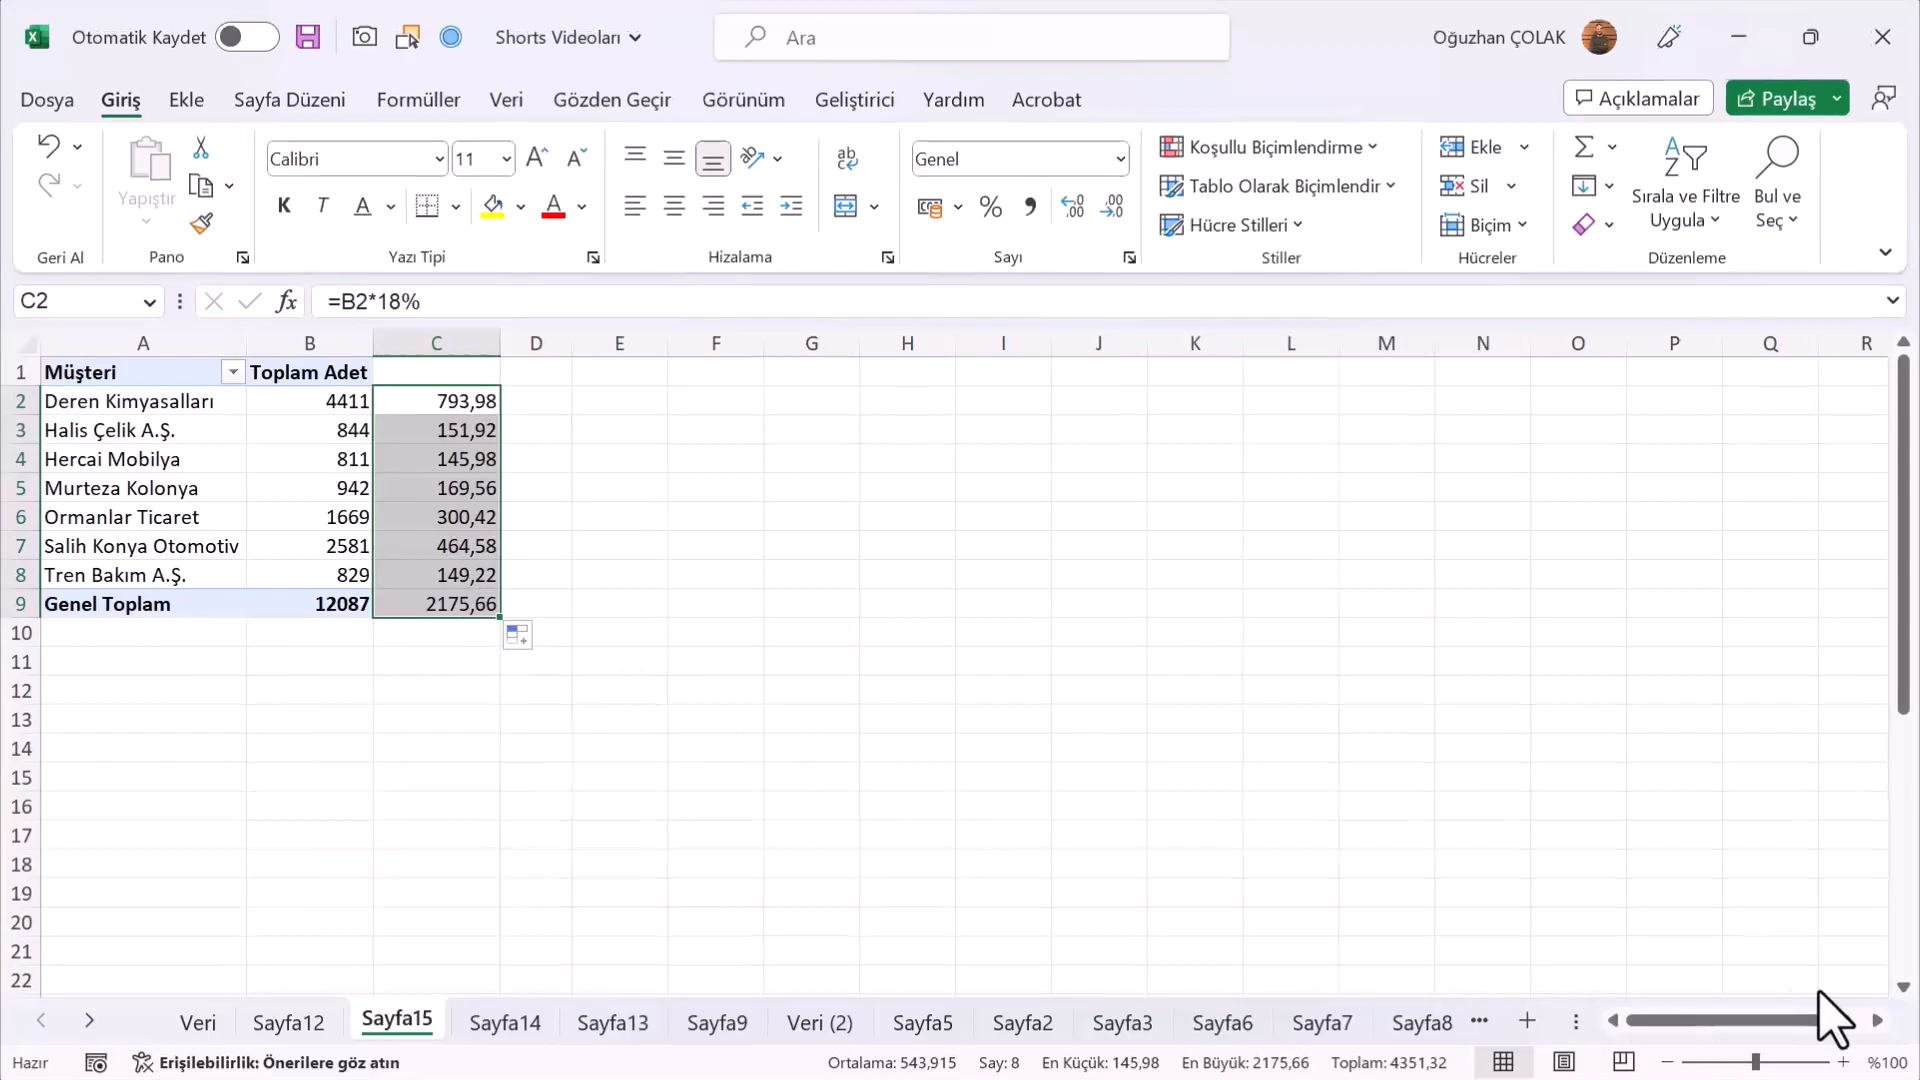 Otomatik Kaydet Shorts Videoları Ara Oğuzhan ÇOLAK
Dosya Giriş Ekle Sayfa Düzeni Formüller Veri Gözden Geçir Görünüm Geliştirici Yardım Acrobat Açıklamalar Paylaş
Yapıştır
Calibri 11
K T A A
ab
c
Genel
% 000
Koşullu Biçimlendirme
Tablo Olarak Biçimlendir
Hücre Stilleri
Ekle
Sil
Biçim
Sırala ve Filtre
Uygula
Bul ve
Seç
Geri Al Pano Yazı Tipi Hizalama Sayı Stiller Hücreler Düzenleme
C2 fx =B2*18%
A B C D E F G H I J K L M N O P Q R
1 Müşteri Toplam Adet
2 Deren Kimyasalları 4411 793,98
3 Halis Çelik A.Ş. 844 151,92
4 Hercai Mobilya 811 145,98
5 Murteza Kolonya 942 169,56
6 Ormanlar Ticaret 1669 300,42
7 Salih Konya Otomotiv 2581 464,58
8 Tren Bakım A.Ş. 829 149,22
9 Genel Toplam 12087 2175,66
10
11
12
13
14
15
16
17
18
19
20
21
22
Veri Sayfa12 Sayfa15 Sayfa14 Sayfa13 Sayfa9 Veri (2) Sayfa5 Sayfa2 Sayfa3 Sayfa6 Sayfa7 Sayfa8 ...
Hazır Erişilebilirlik: Önerilere göz atın Ortalama: 543,915 Say: 8 En Küçük: 145,98 En Büyük: 2175,66 Toplam: 4351,32 %100